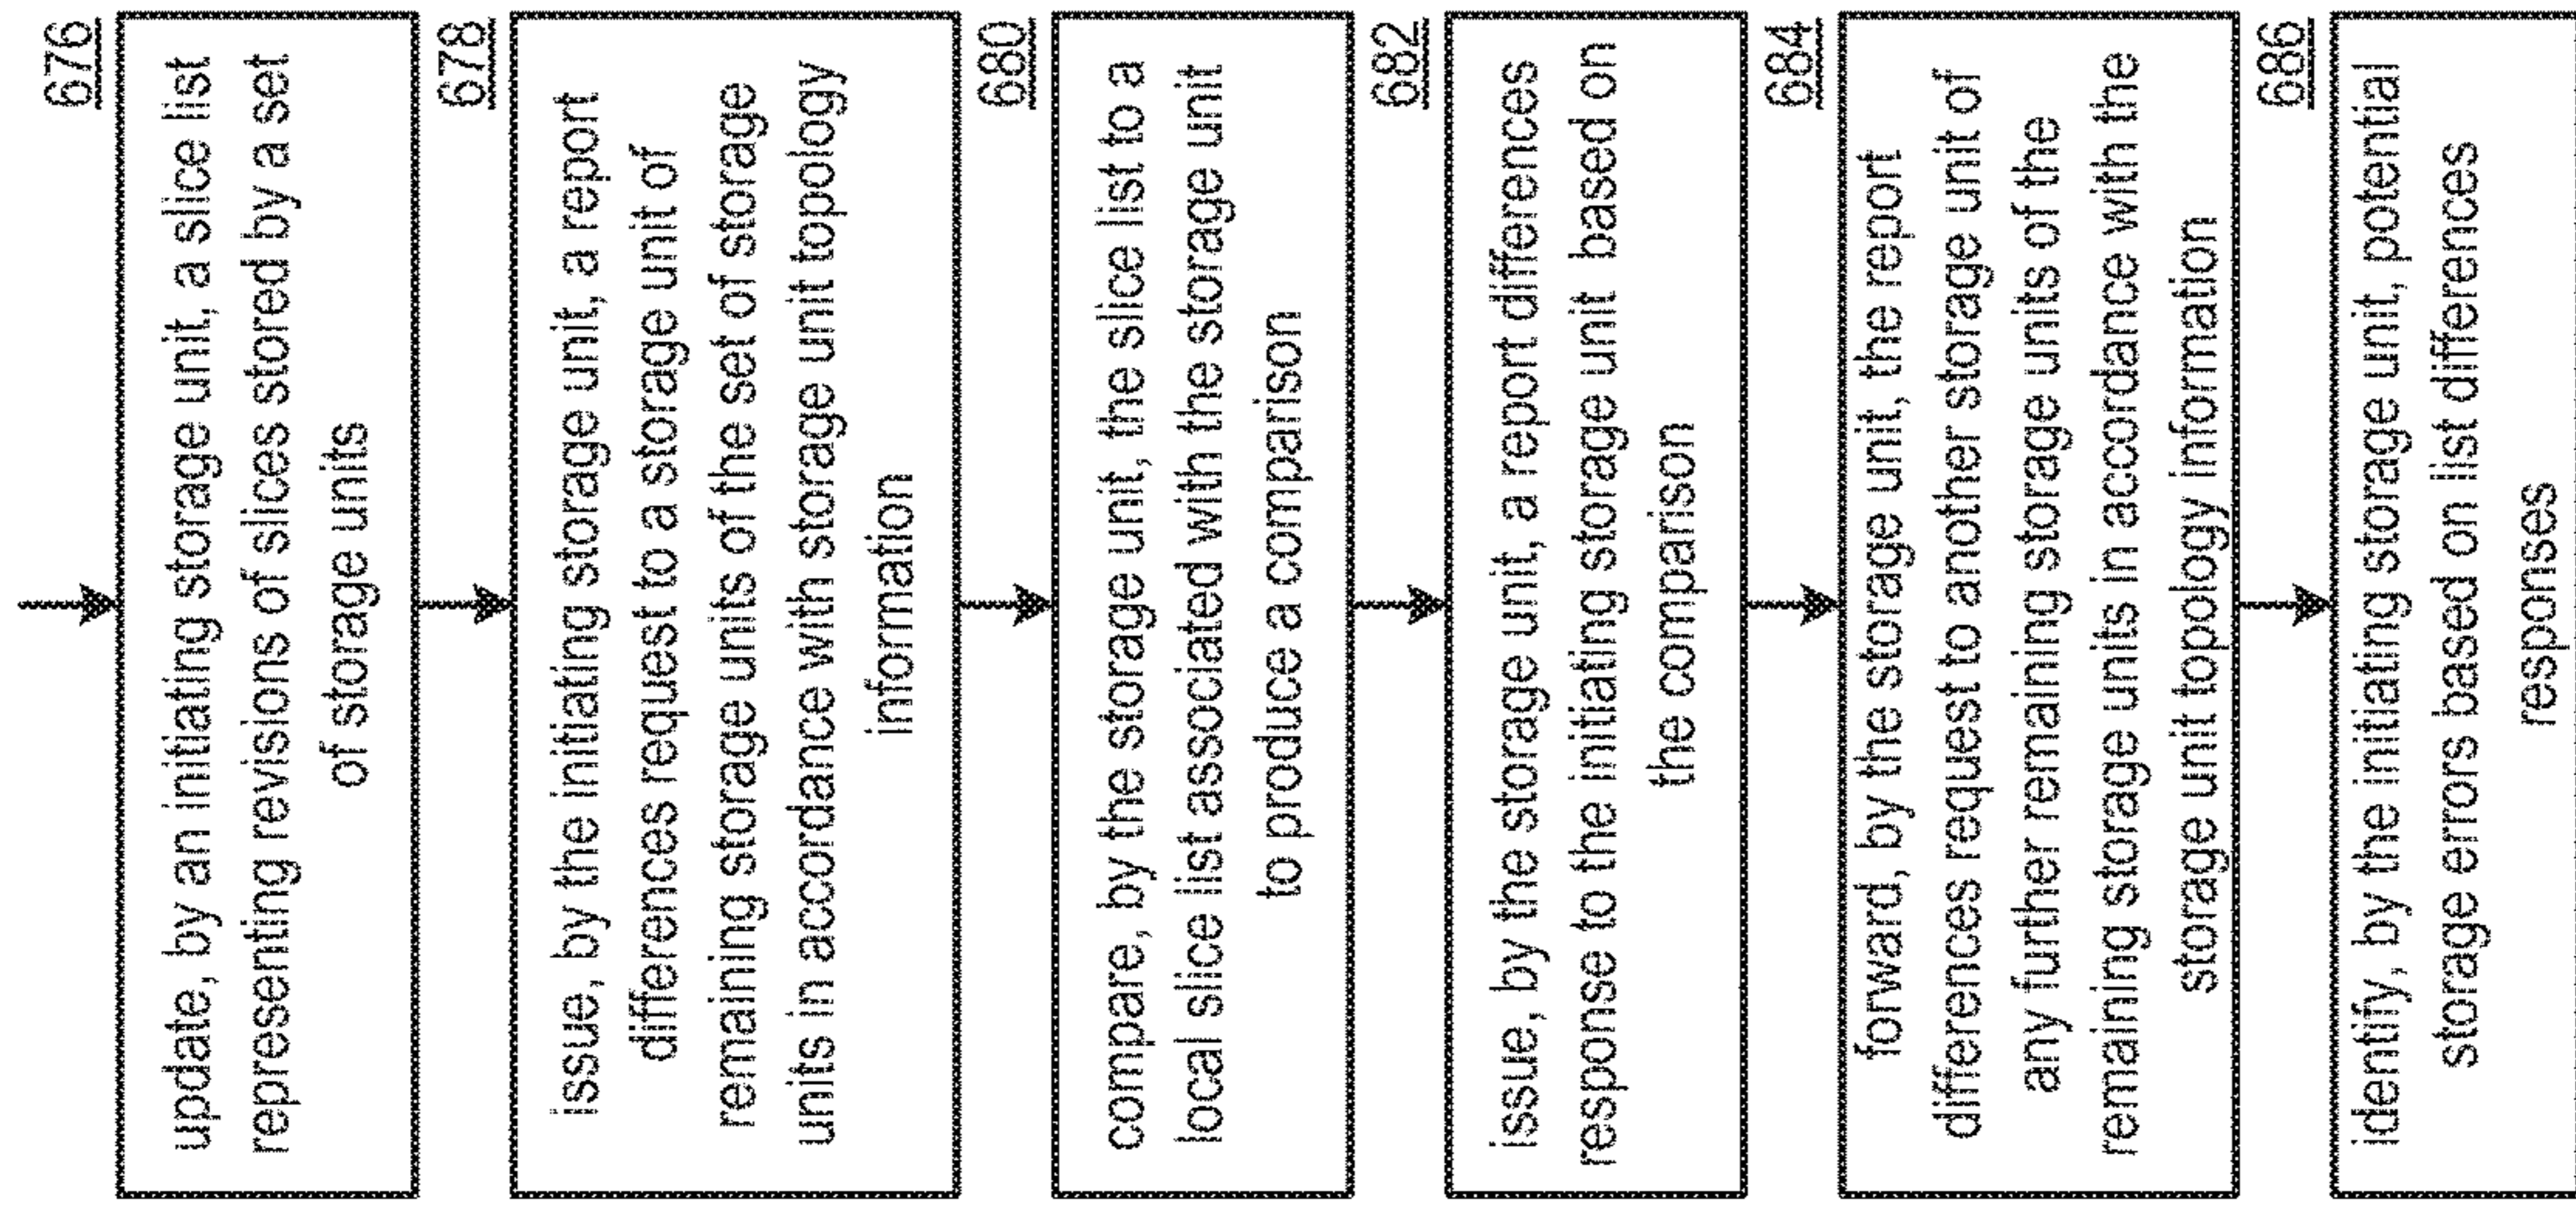 676
update, by an initiating storage unit, a slice list
representing revisions of slices stored by a set
of storage units
678
issue, by the initiating storage unit, a report
differences request to a storage unit of
remaining storage units of the set of storage
units in accordance with storage unit topology
information
680
compare, by the storage unit, the slice list to a
local slice list associated with the storage unit
to produce a comparison
682
issue, by the storage unit, a report differences
response to the initiating storage unit based on
the comparison
684
forward, by the storage unit, the report
differences request to another storage unit of
any further remaining storage units of the
remaining storage units in accordance with the
storage unit topology information
686
identify, by the initiating storage unit, potential
storage errors based on list differences
responses